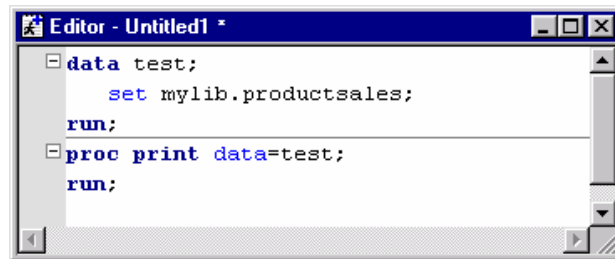 Editor - Untitled1 *
data test;
set mylib.productsales;
run;
proc print data=test;
run;